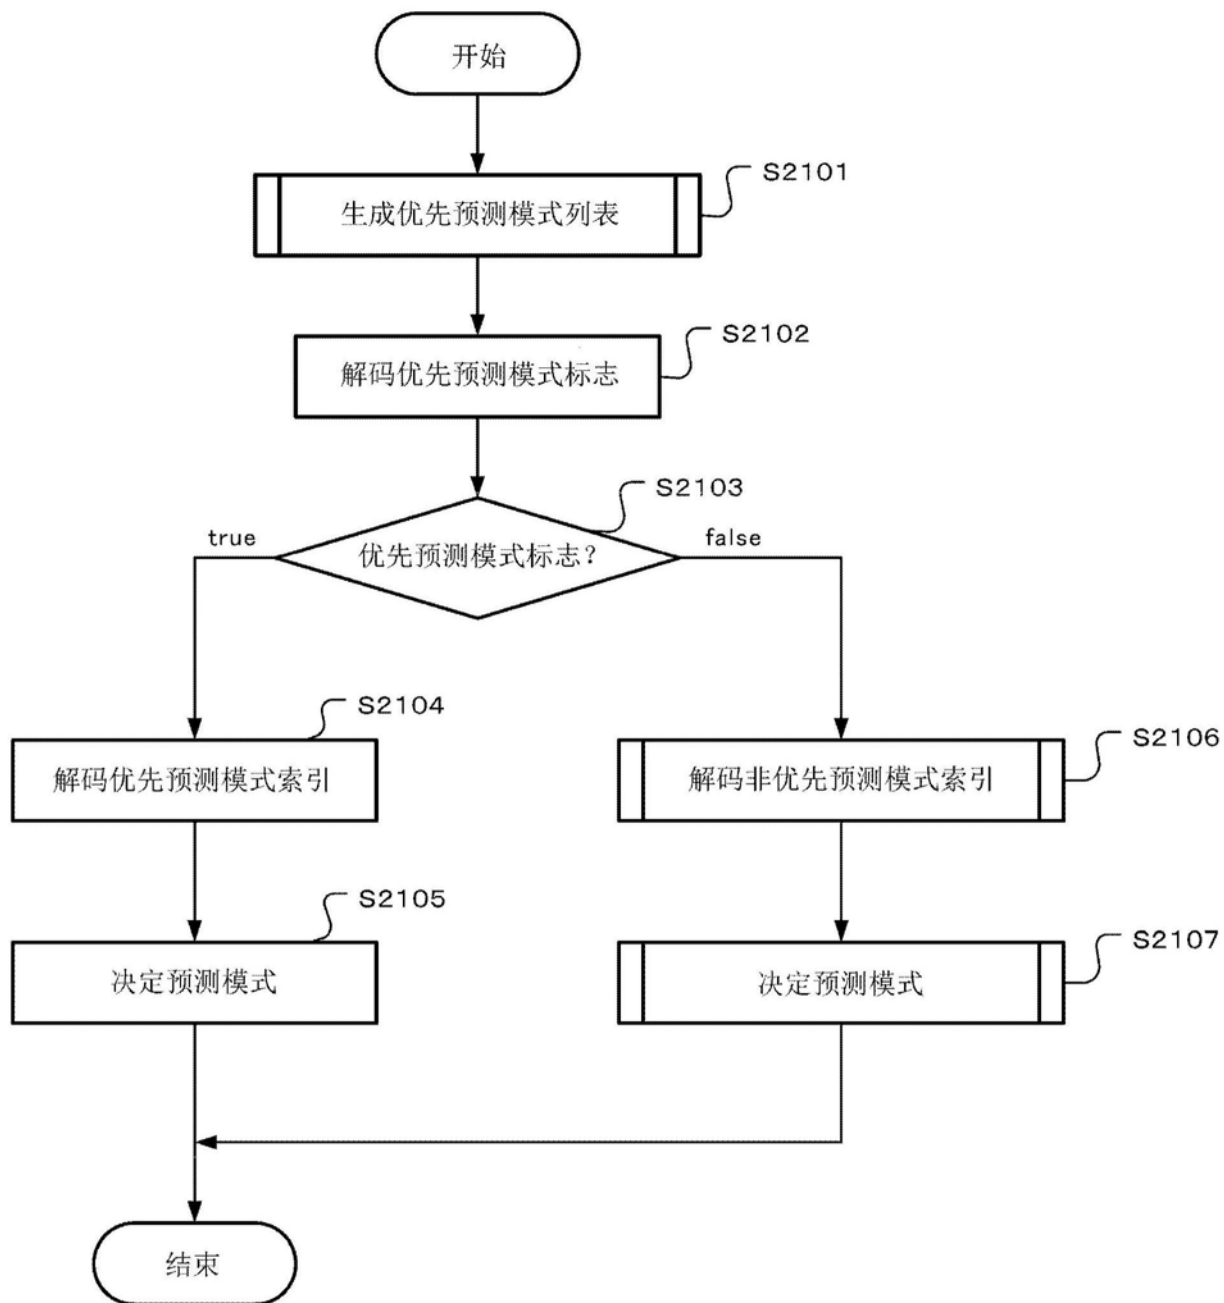 开始
S2101
生成优先预测模式列表
S2102
解码优先预测模式标志
S2103
true
优先预测模式标志?
false
S2104
解码优先预测模式索引
S2106
解码非优先预测模式索引
S2105
决定预测模式
S2107
决定预测模式
结束